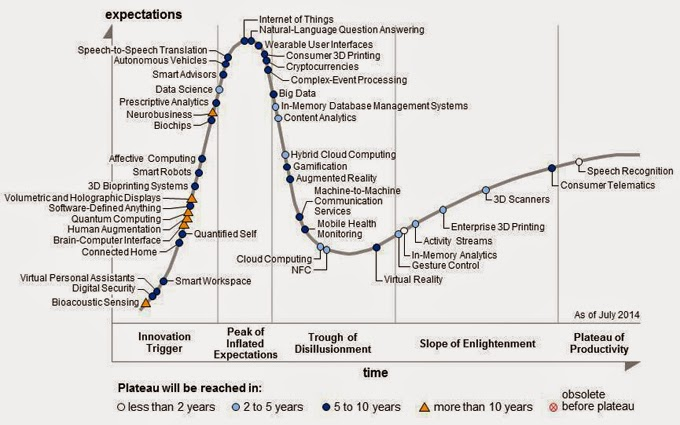 expectations
Internet of Things
Natural-Language Question Answering
Wearable User Interfaces
Speech-to-Speech Translation
Consumer 3D Printing
Autonomous Vehicles
Cryptocurrencies
Smart Advisors
Complex-Event Processing
Data Science
Big Data
Prescriptive Analytics
In-Memory Database Management Systems
Neurobusiness
Content Analytics
Biochips
Affective Computing
Hybrid Cloud Computing
Smart Robots
Gamification
3D Bioprinting Systems
Augmented Reality
Volumetric and Holographic Displays
Machine-to-Machine
Communication
Services
Software-Defined Anything
Quantum Computing
Human Augmentation
Mobile Health
Monitoring
Brain-Computer Interface
Quantified Self
Connected Home
Cloud Computing
NFC
Virtual Personal Assistants
Smart Workspace
Digital Security
Bioacoustic Sensing
Virtual Reality
Gesture Control
In-Memory Analytics
Activity Streams
Enterprise 3D Printing
3D Scanners
Consumer Telematics
Speech Recognition
As of July 2014
Innovation
Trigger
Peak of
Inflated
Expectations
Trough of
Disillusionment
Slope of Enlightenment
Plateau of
Productivity
time
Plateau will be reached in:
less than 2 years
2 to 5 years
5 to 10 years
more than 10 years
obsolete
before plateau